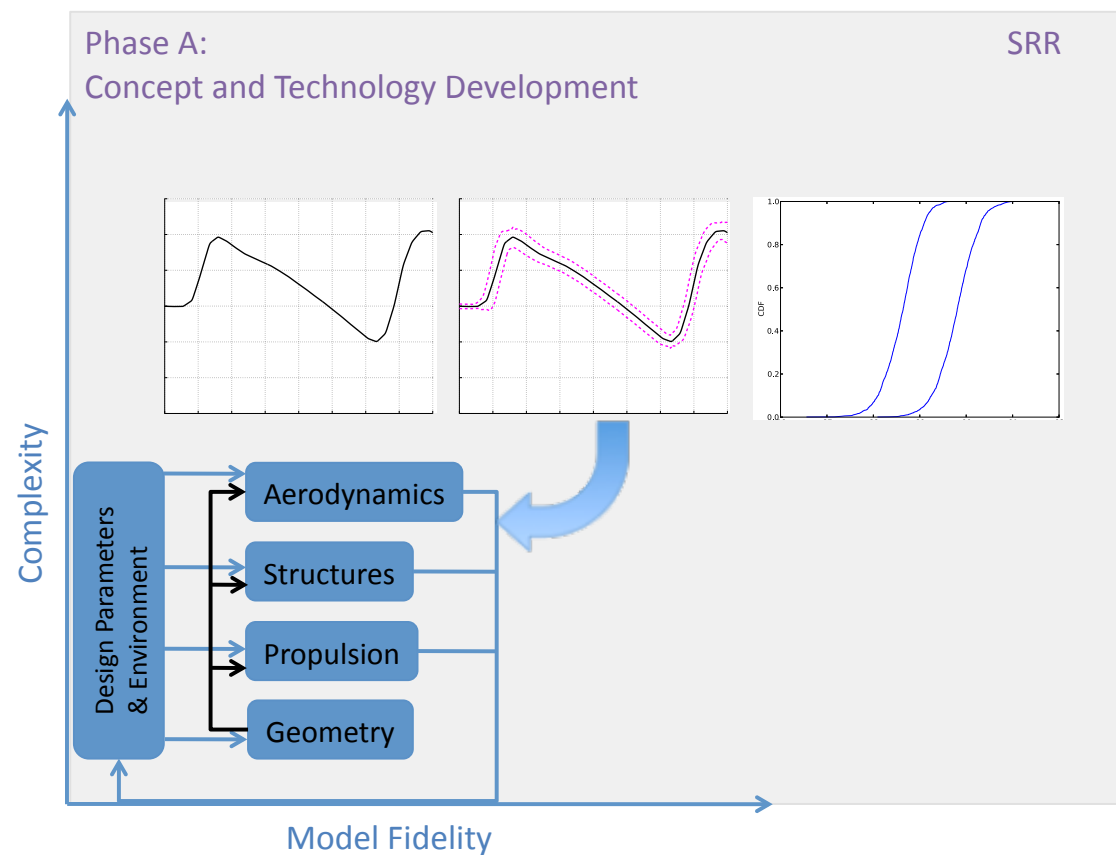 Phase A:
SRR
Concept and Technology Development
1.0
0.8
0.6
0.4
0.2
0.0
CDF
Complexity
Design Parameters
& Environment
Aerodynamics
Structures
Propulsion
Geometry
Model Fidelity